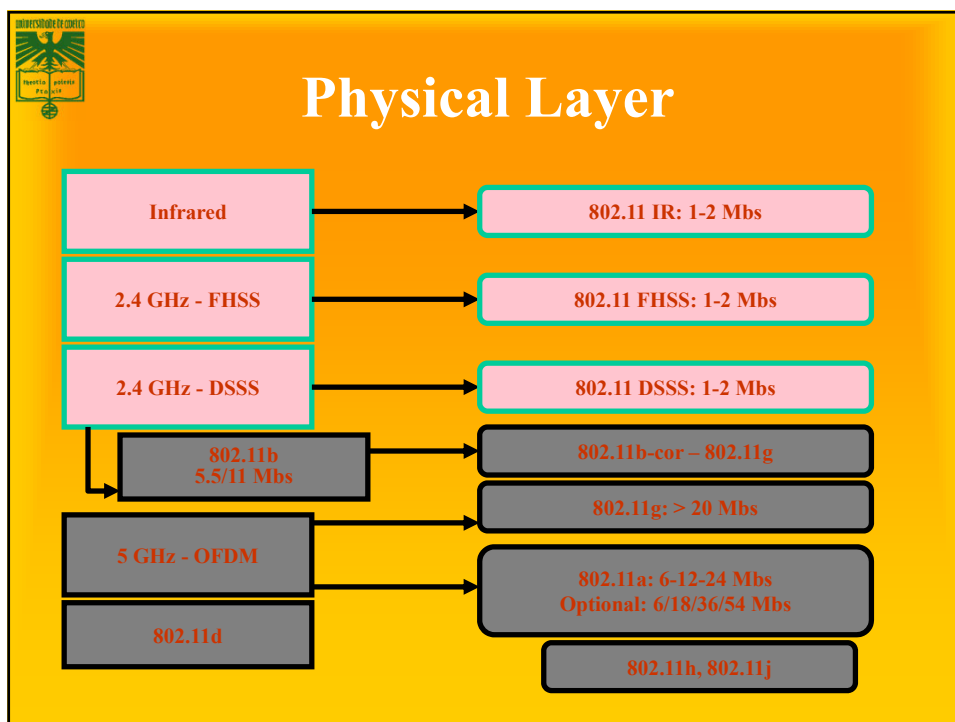 Theoria poiesis
Praxis
Physical Layer
Infrared
802.11 IR: 1-2 Mbs
2.4 GHz - FHSS
802.11 FHSS: 1-2 Mbs
2.4 GHz - DSSS
802.11 DSSS: 1-2 Mbs
802.11b
5.5/11 Mbs
802.11b-cor – 802.11g
802.11g: > 20 Mbs
5 GHz - OFDM
802.11a: 6-12-24 Mbs
Optional: 6/18/36/54 Mbs
802.11d
802.11h, 802.11j